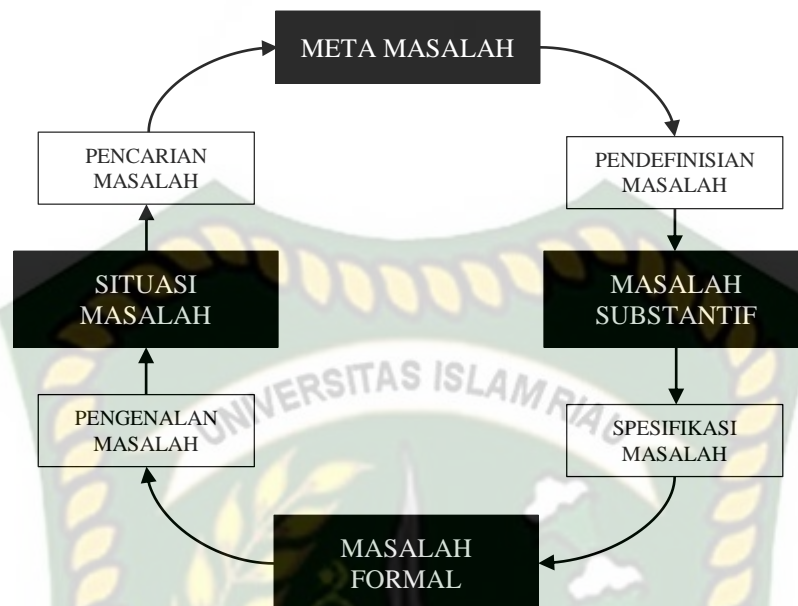 META MASALAH
PENCARIAN
MASALAH
PENDEFINISIAN
MASALAH
SITUASI
MASALAH
MASALAH
SUBSTANTIF
UNIVERSITAS ISLAM RIAU
PENGENALAN
MASALAH
SPESIFIKASI
MASALAH
MASALAH
FORMAL